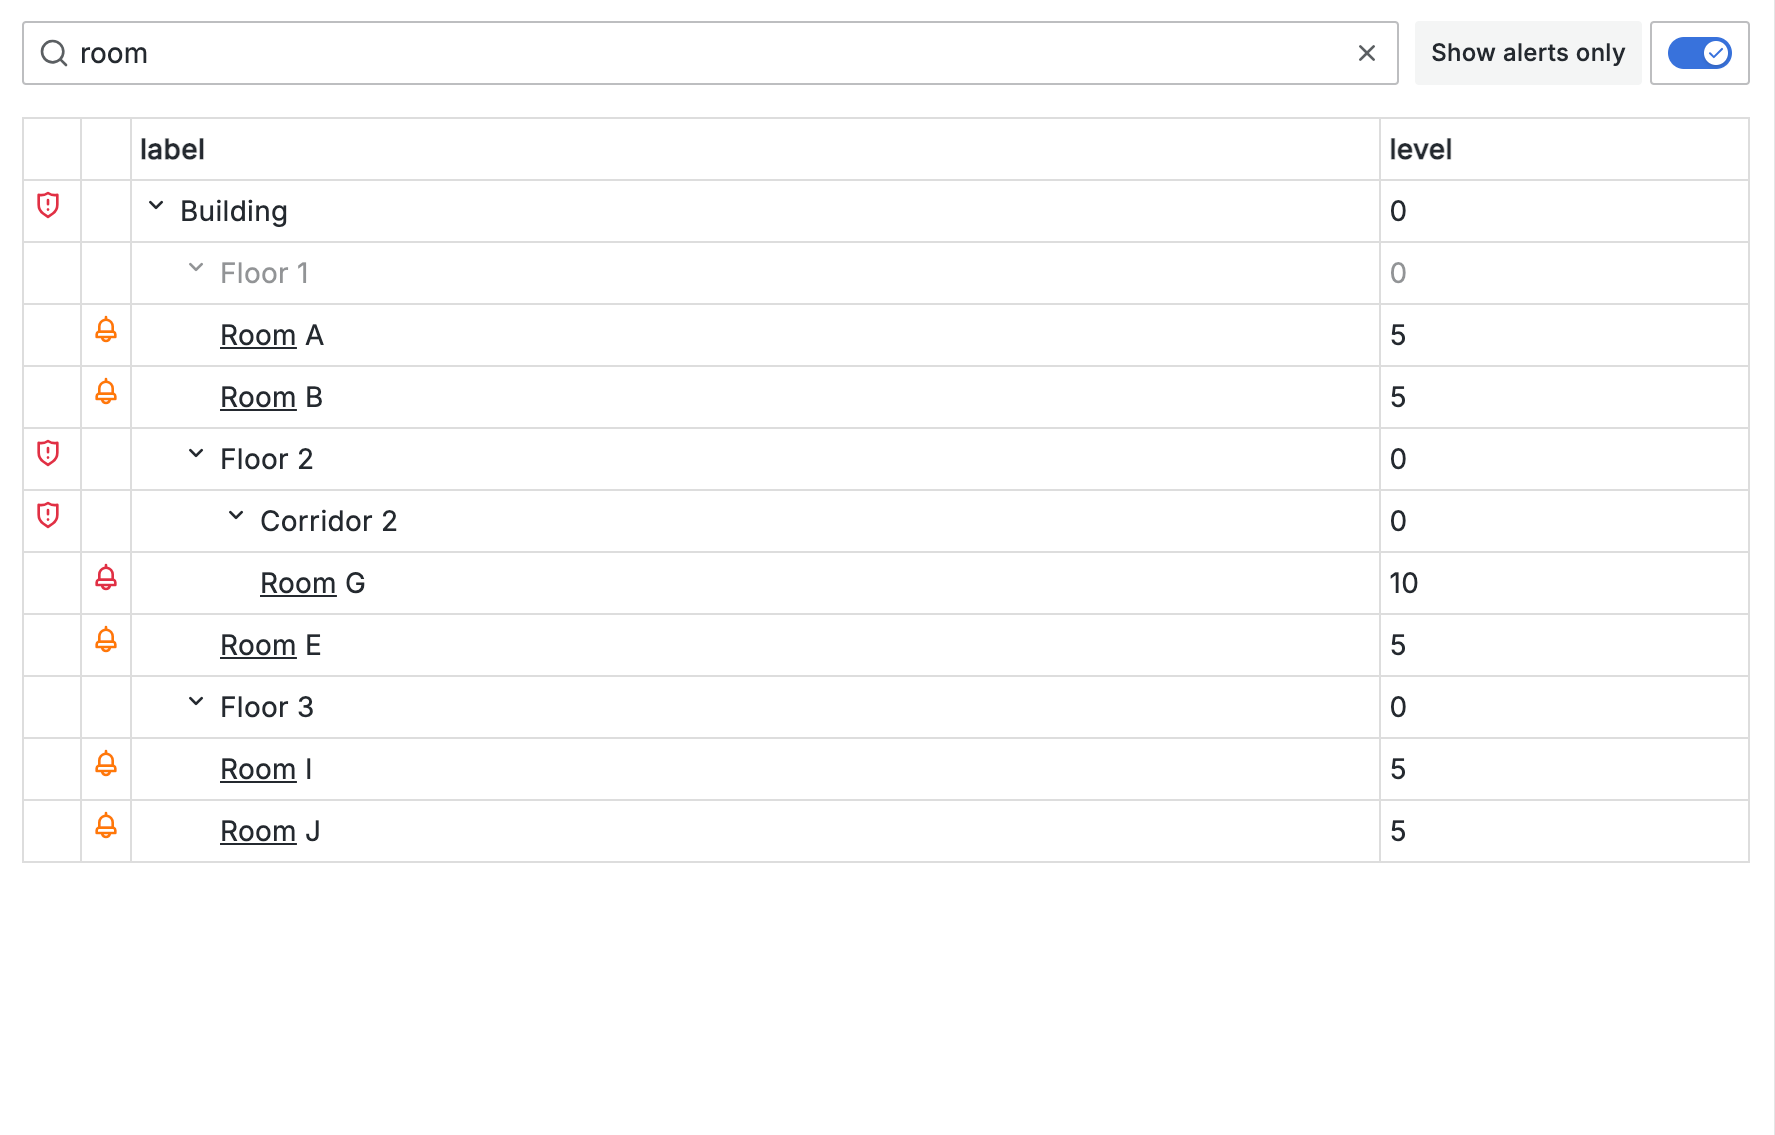 room Show alerts only
label level
Building 0
Floor 1 0
Room A 5
Room B 5
Floor 2 0
Corridor 2 0
Room G 10
Room E 5
Floor 3 0
Room I 5
Room J 5